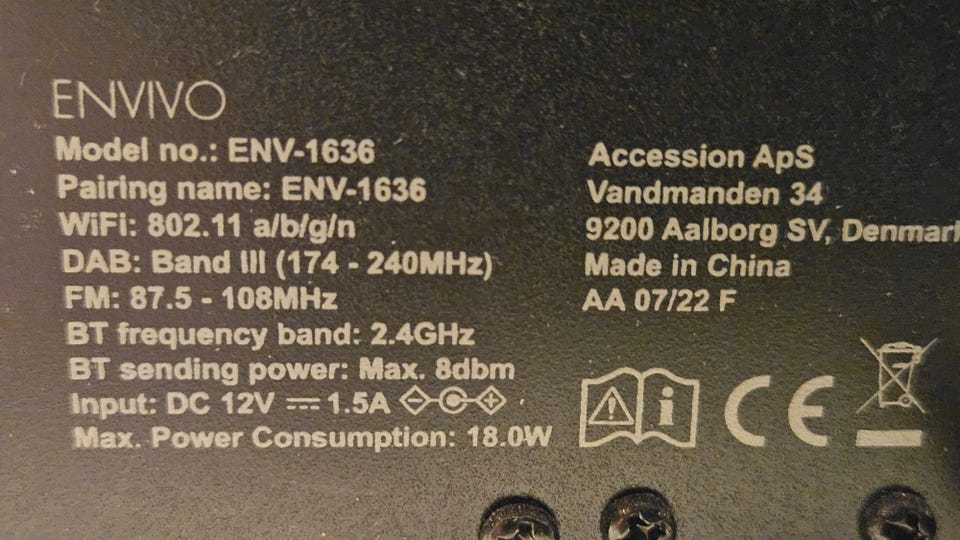 ENVIVO
Model no.: ENV-1636
Pairing name: ENV-1636
WiFi: 802.11 a/b/g/n
DAB: Band III (174 - 240MHz)
FM: 87.5 - 108MHz
BT frequency band: 2.4GHz
BT sending power: Max. 8dbm
Input: DC 12V ⎓ 1.5A
Max. Power Consumption: 18.0W
Accession ApS
Vandmanden 34
9200 Aalborg SV, Denmark
Made in China
AA 07/22 F
CE